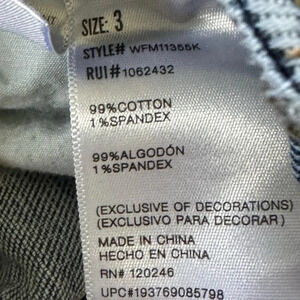 SIZE: 3
STYLE# WFM11355K
RUI# 1062432
99%COTTON
1%SPANDEX
99%ALGODÓN
1%SPANDEX
(EXCLUSIVE OF DECORATIONS)
(EXCLUSIVO PARA DECORAR)
MADE IN CHINA
HECHO EN CHINA
RN# 120246
UPC#193769085798